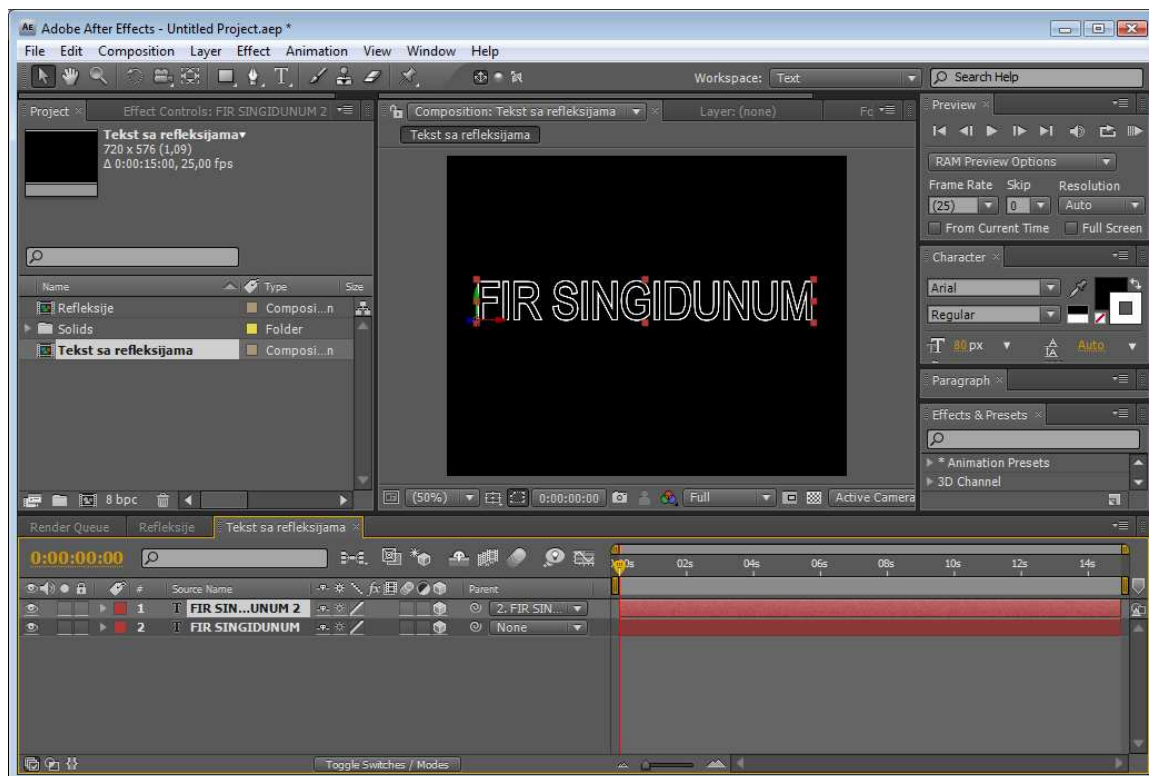 Adobe After Effects - Untitled Project.aep *
File Edit Composition Layer Effect Animation View Window Help
Workspace: Text Search Help
Project Effect Controls: FIR SINGIDUNUM 2
Tekst sa refleksijama
720 x 576 (1,09)
Δ 0:00:15:00, 25,00 fps
Name Type Size
Refleksije Composi...n
Solids Folder
Tekst sa refleksijama Composi...n
8 bpc
Composition: Tekst sa refleksijama Layer: (none)
Tekst sa refleksijama
FIR SINGIDUNUM
(50%) 0:00:00:00 Full Active Camera
Preview
RAM Preview Options
Frame Rate Skip Resolution
(25) 0 Auto
From Current Time Full Screen
Character
Arial
Regular
80 px Auto
Paragraph
Effects & Presets
* Animation Presets
3D Channel
Render Queue Refleksije Tekst sa refleksijama
0:00:00:00
02s 04s 06s 08s 10s 12s 14s
# Source Name Parent
1 T FIR SIN...UNUM 2 2. FIR SIN
2 T FIR SINGIDUNUM None
Toggle Switches / Modes